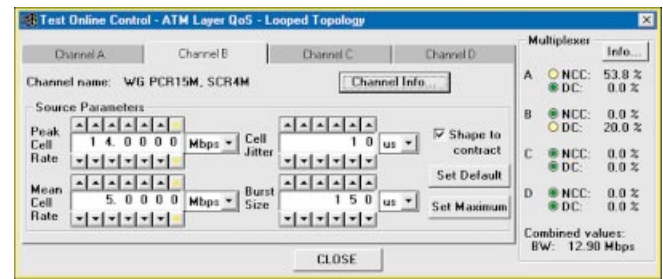 Test Online Control - ATM Layer QoS - Looped Topology
Channel A Channel B Channel C Channel D
Channel name: WG PCR15M, SCR4M Channel Info...
Source Parameters
Peak Cell Rate 1 4. 0 0 0 0 Mbps Cell Jitter 1 0 us
Shape to contract
Set Default
Mean Cell Rate 5. 0 0 0 0 Mbps Burst Size 1 5 0 us
Set Maximum
CLOSE
Multiplexer
Info...
A NCC: 53.8 %
DC: 0.0 %
B NCC: 0.0 %
DC: 20.0 %
C NCC: 0.0 %
DC: 0.0 %
D NCC: 0.0 %
DC: 0.0 %
Combined values:
BW: 12.90 Mbps